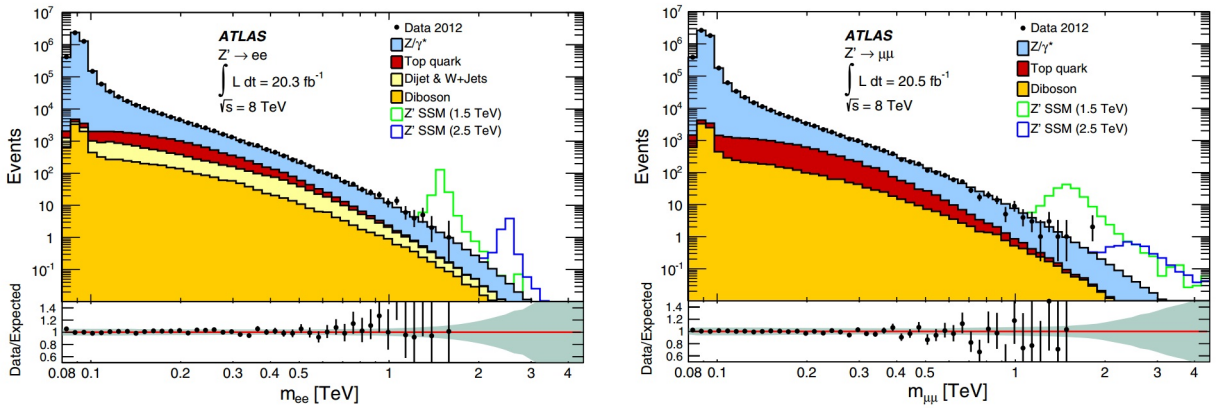 10⁷
10⁶
10⁵
10⁴
10³
10²
10
1
10⁻¹
Events
ATLAS
Z' → ee
∫ L dt = 20.3 fb⁻¹
√s = 8 TeV
Data 2012
Z/γ*
Top quark
Dijet & W+Jets
Diboson
Z' SSM (1.5 TeV)
Z' SSM (2.5 TeV)
Data/Expected
1.4
1.2
1
0.8
0.6
0.08 0.1 0.2 0.3 0.4 0.5 1 2 3 4
m_ee [TeV]
10⁷
10⁶
10⁵
10⁴
10³
10²
10
1
10⁻¹
Events
ATLAS
Z' → μμ
∫ L dt = 20.5 fb⁻¹
√s = 8 TeV
Data 2012
Z/γ*
Top quark
Diboson
Z' SSM (1.5 TeV)
Z' SSM (2.5 TeV)
Data/Expected
1.4
1.2
1
0.8
0.6
0.08 0.1 0.2 0.3 0.4 0.5 1 2 3 4
m_μμ [TeV]